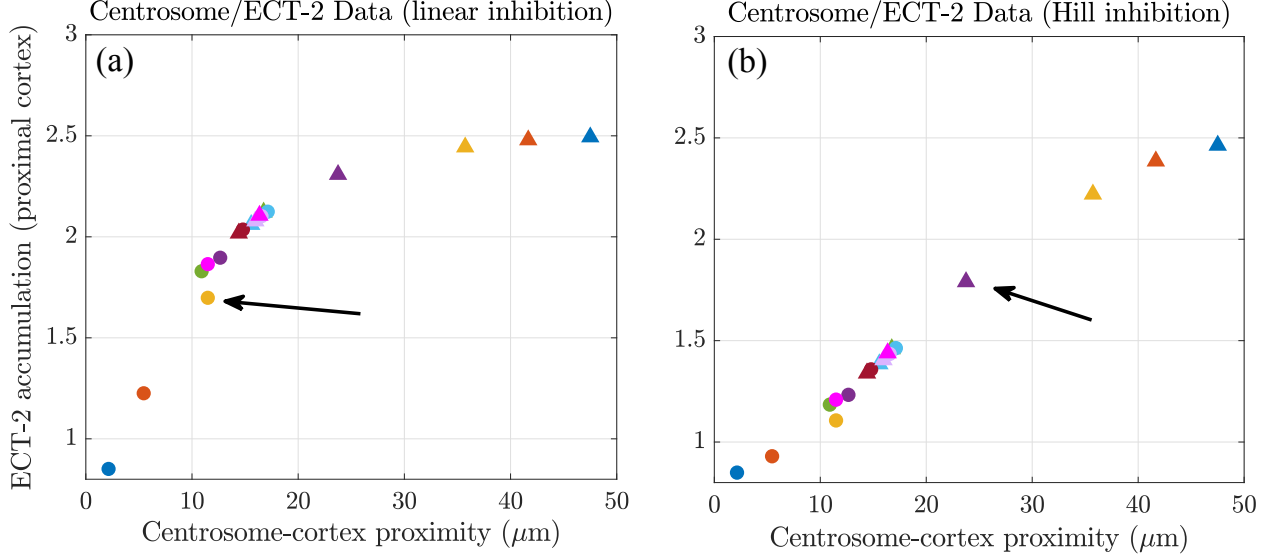 Centrosome/ECT-2 Data (linear inhibition)
(a)
ECT-2 accumulation (proximal cortex)
3
2.5
2
1.5
1
0 10 20 30 40 50
Centrosome-cortex proximity (μm)
Centrosome/ECT-2 Data (Hill inhibition)
(b)
3
2.5
2
1.5
1
0 10 20 30 40 50
Centrosome-cortex proximity (μm)